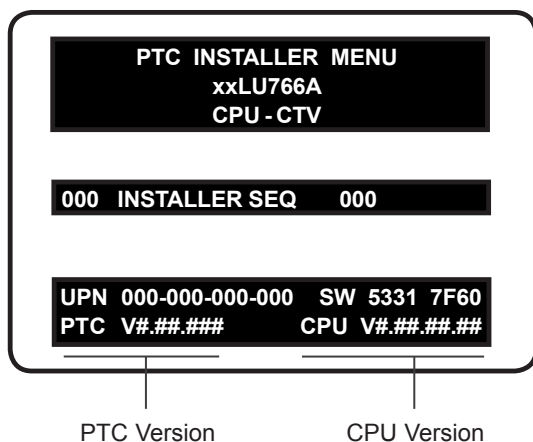 PTC INSTALLER MENU
xxLU766A
CPU - CTV
000 INSTALLER SEQ 000
UPN 000-000-000-000 SW 5331 7F60
PTC V#.##.### CPU V#.##.##.##
PTC Version CPU Version